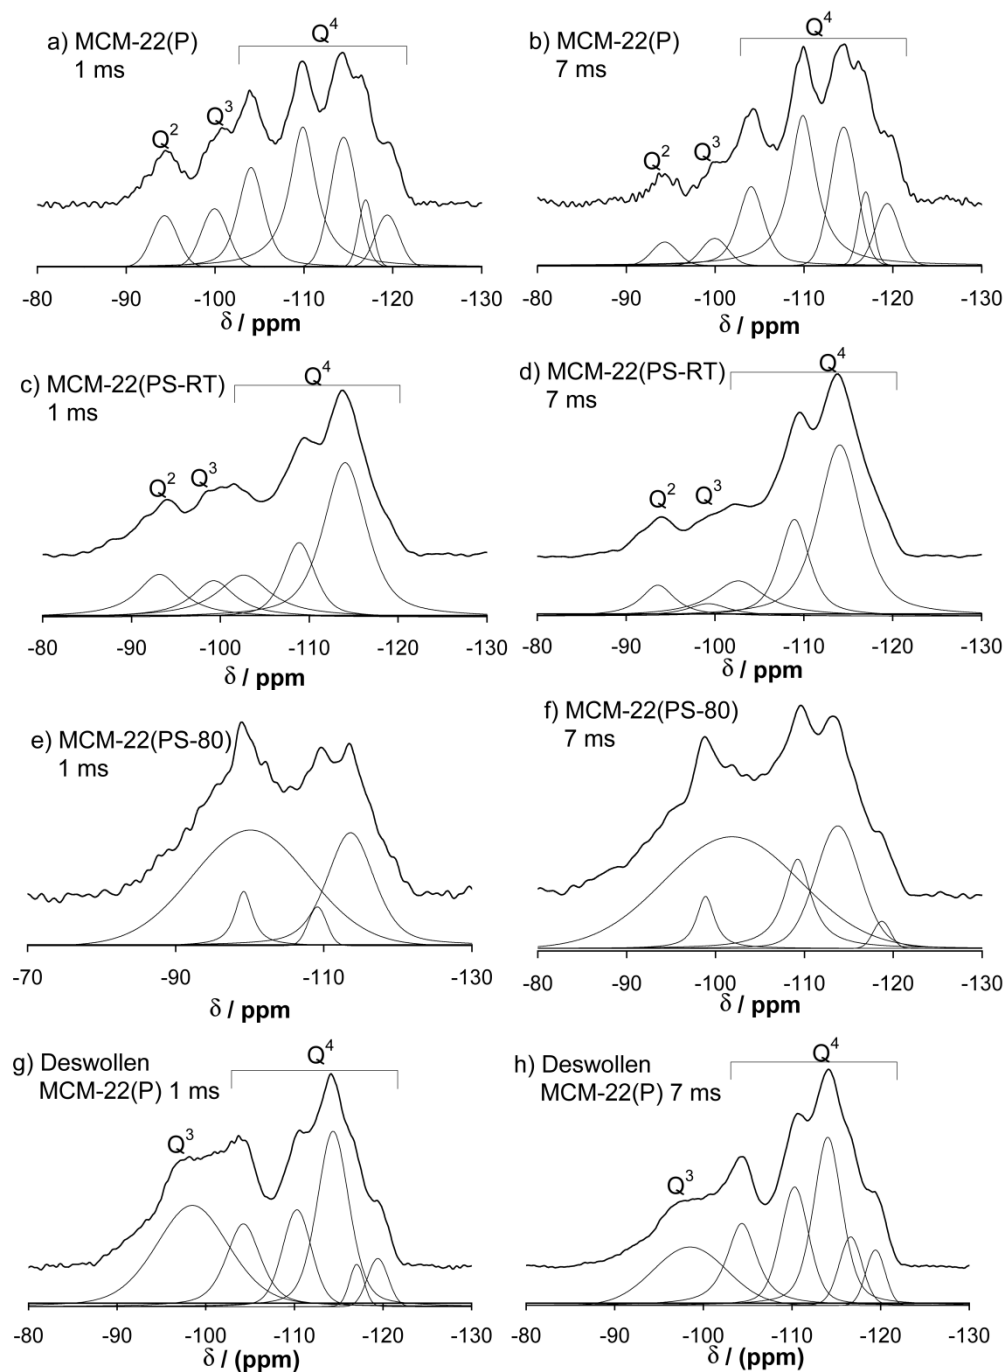 a) MCM-22(P)
1 ms
Q2
Q3
Q4
-80 -90 -100 -110 -120 -130
δ / ppm
b) MCM-22(P)
7 ms
Q2
Q3
Q4
-80 -90 -100 -110 -120 -130
δ / ppm
c) MCM-22(PS-RT)
1 ms
Q2
Q3
Q4
-80 -90 -100 -110 -120 -130
δ / ppm
d) MCM-22(PS-RT)
7 ms
Q2
Q3
Q4
-80 -90 -100 -110 -120 -130
δ / ppm
e) MCM-22(PS-80)
1 ms
-70 -90 -110 -130
δ / ppm
f) MCM-22(PS-80)
7 ms
-80 -90 -100 -110 -120 -130
δ / ppm
g) Deswollen
MCM-22(P) 1 ms
Q3
Q4
-80 -90 -100 -110 -120 -130
δ / (ppm)
h) Deswollen
MCM-22(P) 7 ms
Q3
Q4
-80 -90 -100 -110 -120 -130
δ / (ppm)